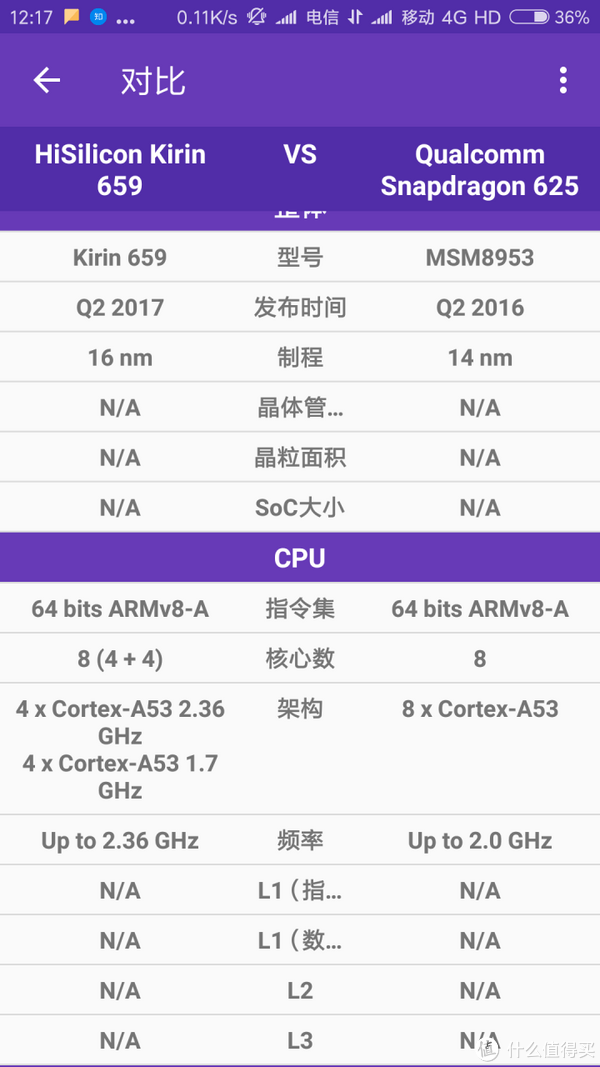 12:17 知 ... 0.11K/s 电信 移动 4G HD 36%
对比
HiSilicon Kirin 659 VS Qualcomm Snapdragon 625
整体
Kirin 659 型号 MSM8953
Q2 2017 发布时间 Q2 2016
16 nm 制程 14 nm
N/A 晶体管... N/A
N/A 晶粒面积 N/A
N/A SoC大小 N/A
CPU
64 bits ARMv8-A 指令集 64 bits ARMv8-A
8 (4 + 4) 核心数 8
4 x Cortex-A53 2.36 架构 8 x Cortex-A53
GHz
4 x Cortex-A53 1.7
GHz
Up to 2.36 GHz 频率 Up to 2.0 GHz
N/A L1（指... N/A
N/A L1（数... N/A
N/A L2 N/A
N/A L3 N/A
值 什么值得买